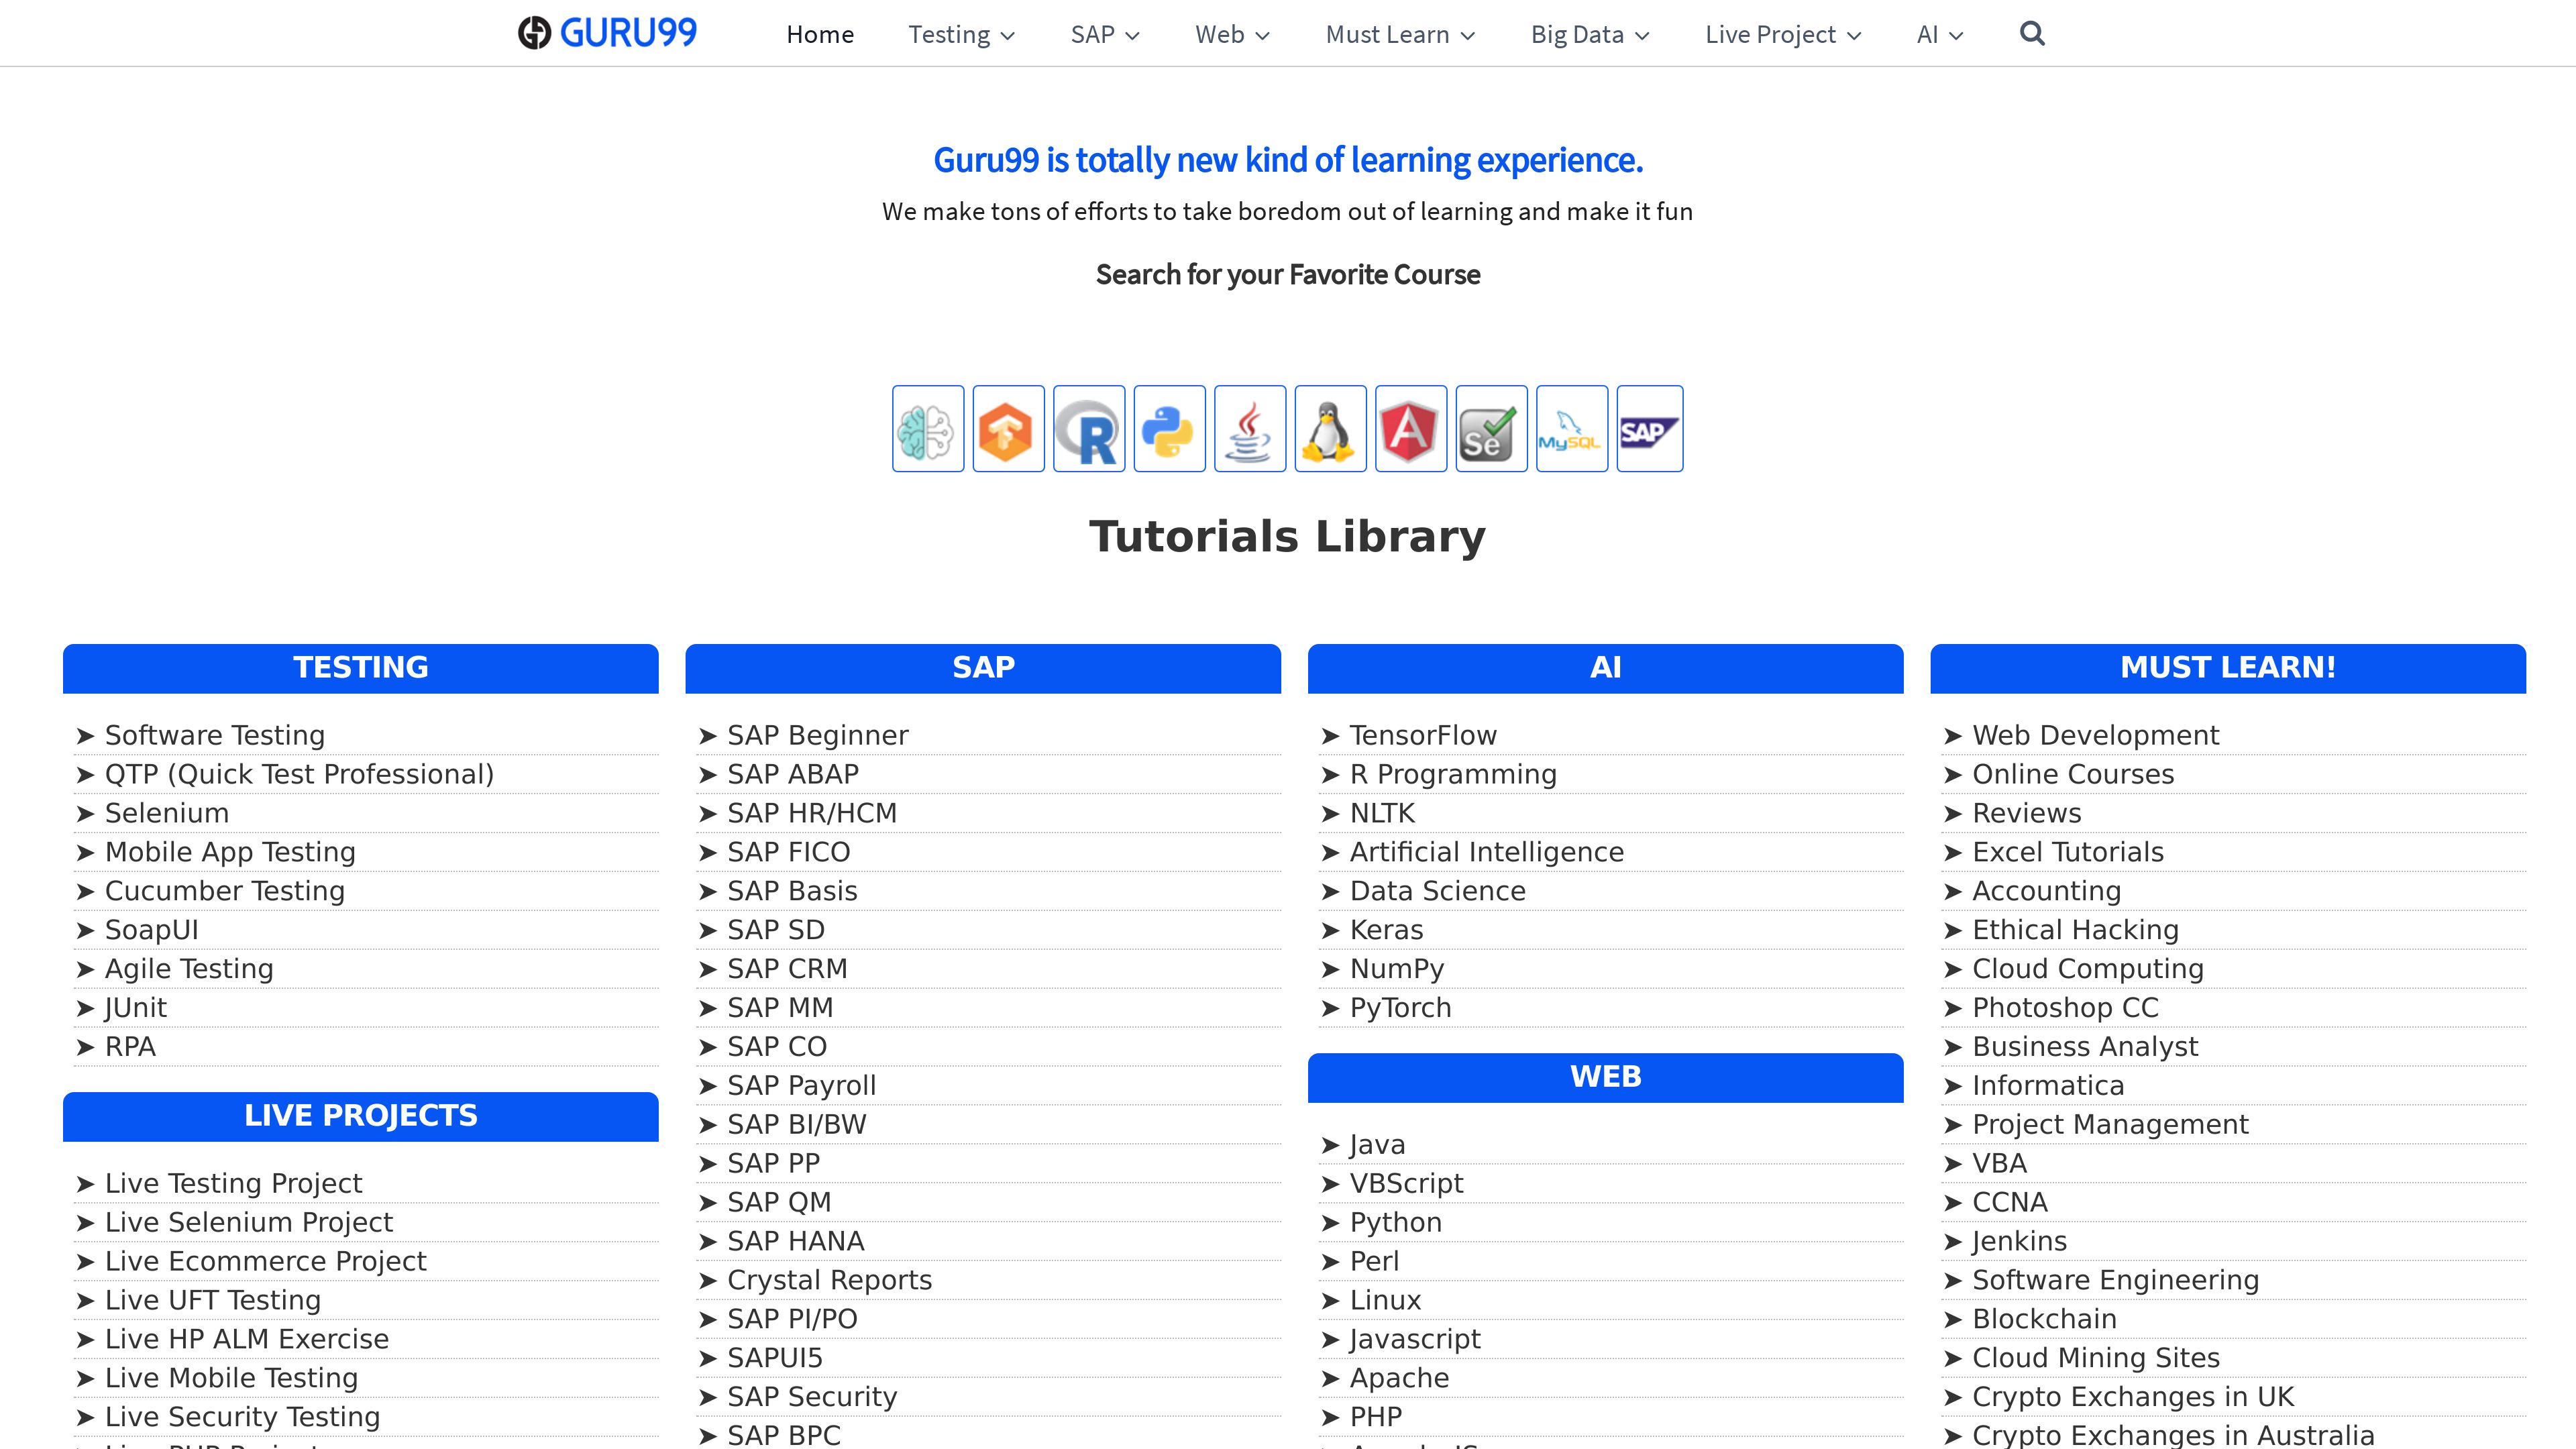 GURU99
Home
Testing
SAP
Web
Must Learn
Big Data
Live Project
AI
Guru99 is totally new kind of learning experience.
We make tons of efforts to take boredom out of learning and make it fun
Search for your Favorite Course
R
A
Se
MySQL
SAP
Tutorials Library
TESTING
➤ Software Testing
➤ QTP (Quick Test Professional)
➤ Selenium
➤ Mobile App Testing
➤ Cucumber Testing
➤ SoapUI
➤ Agile Testing
➤ JUnit
➤ RPA
LIVE PROJECTS
➤ Live Testing Project
➤ Live Selenium Project
➤ Live Ecommerce Project
➤ Live UFT Testing
➤ Live HP ALM Exercise
➤ Live Mobile Testing
➤ Live Security Testing
SAP
➤ SAP Beginner
➤ SAP ABAP
➤ SAP HR/HCM
➤ SAP FICO
➤ SAP Basis
➤ SAP SD
➤ SAP CRM
➤ SAP MM
➤ SAP CO
➤ SAP Payroll
➤ SAP BI/BW
➤ SAP PP
➤ SAP QM
➤ SAP HANA
➤ Crystal Reports
➤ SAP PI/PO
➤ SAPUI5
➤ SAP Security
➤ SAP BPC
AI
➤ TensorFlow
➤ R Programming
➤ NLTK
➤ Artificial Intelligence
➤ Data Science
➤ Keras
➤ NumPy
➤ PyTorch
WEB
➤ Java
➤ VBScript
➤ Python
➤ Perl
➤ Linux
➤ Javascript
➤ Apache
➤ PHP
MUST LEARN!
➤ Web Development
➤ Online Courses
➤ Reviews
➤ Excel Tutorials
➤ Accounting
➤ Ethical Hacking
➤ Cloud Computing
➤ Photoshop CC
➤ Business Analyst
➤ Informatica
➤ Project Management
➤ VBA
➤ CCNA
➤ Jenkins
➤ Software Engineering
➤ Blockchain
➤ Cloud Mining Sites
➤ Crypto Exchanges in UK
➤ Crypto Exchanges in Australia